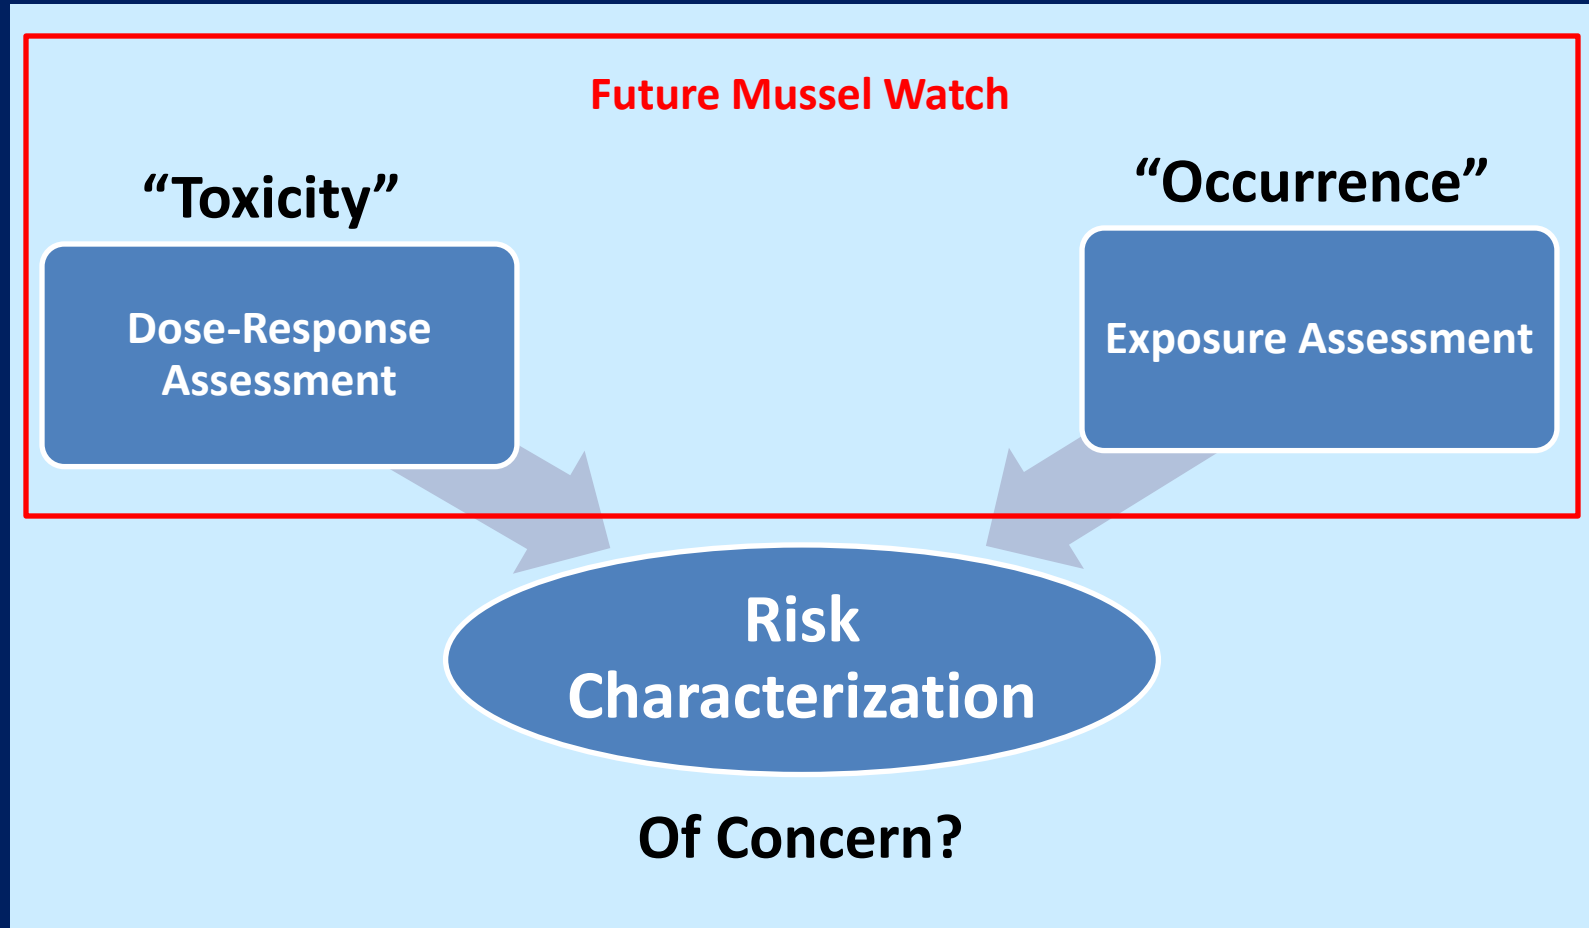 Future Mussel Watch
“Toxicity”
“Occurrence”
Dose-Response
Assessment
Exposure Assessment
Risk
Characterization
Of Concern?